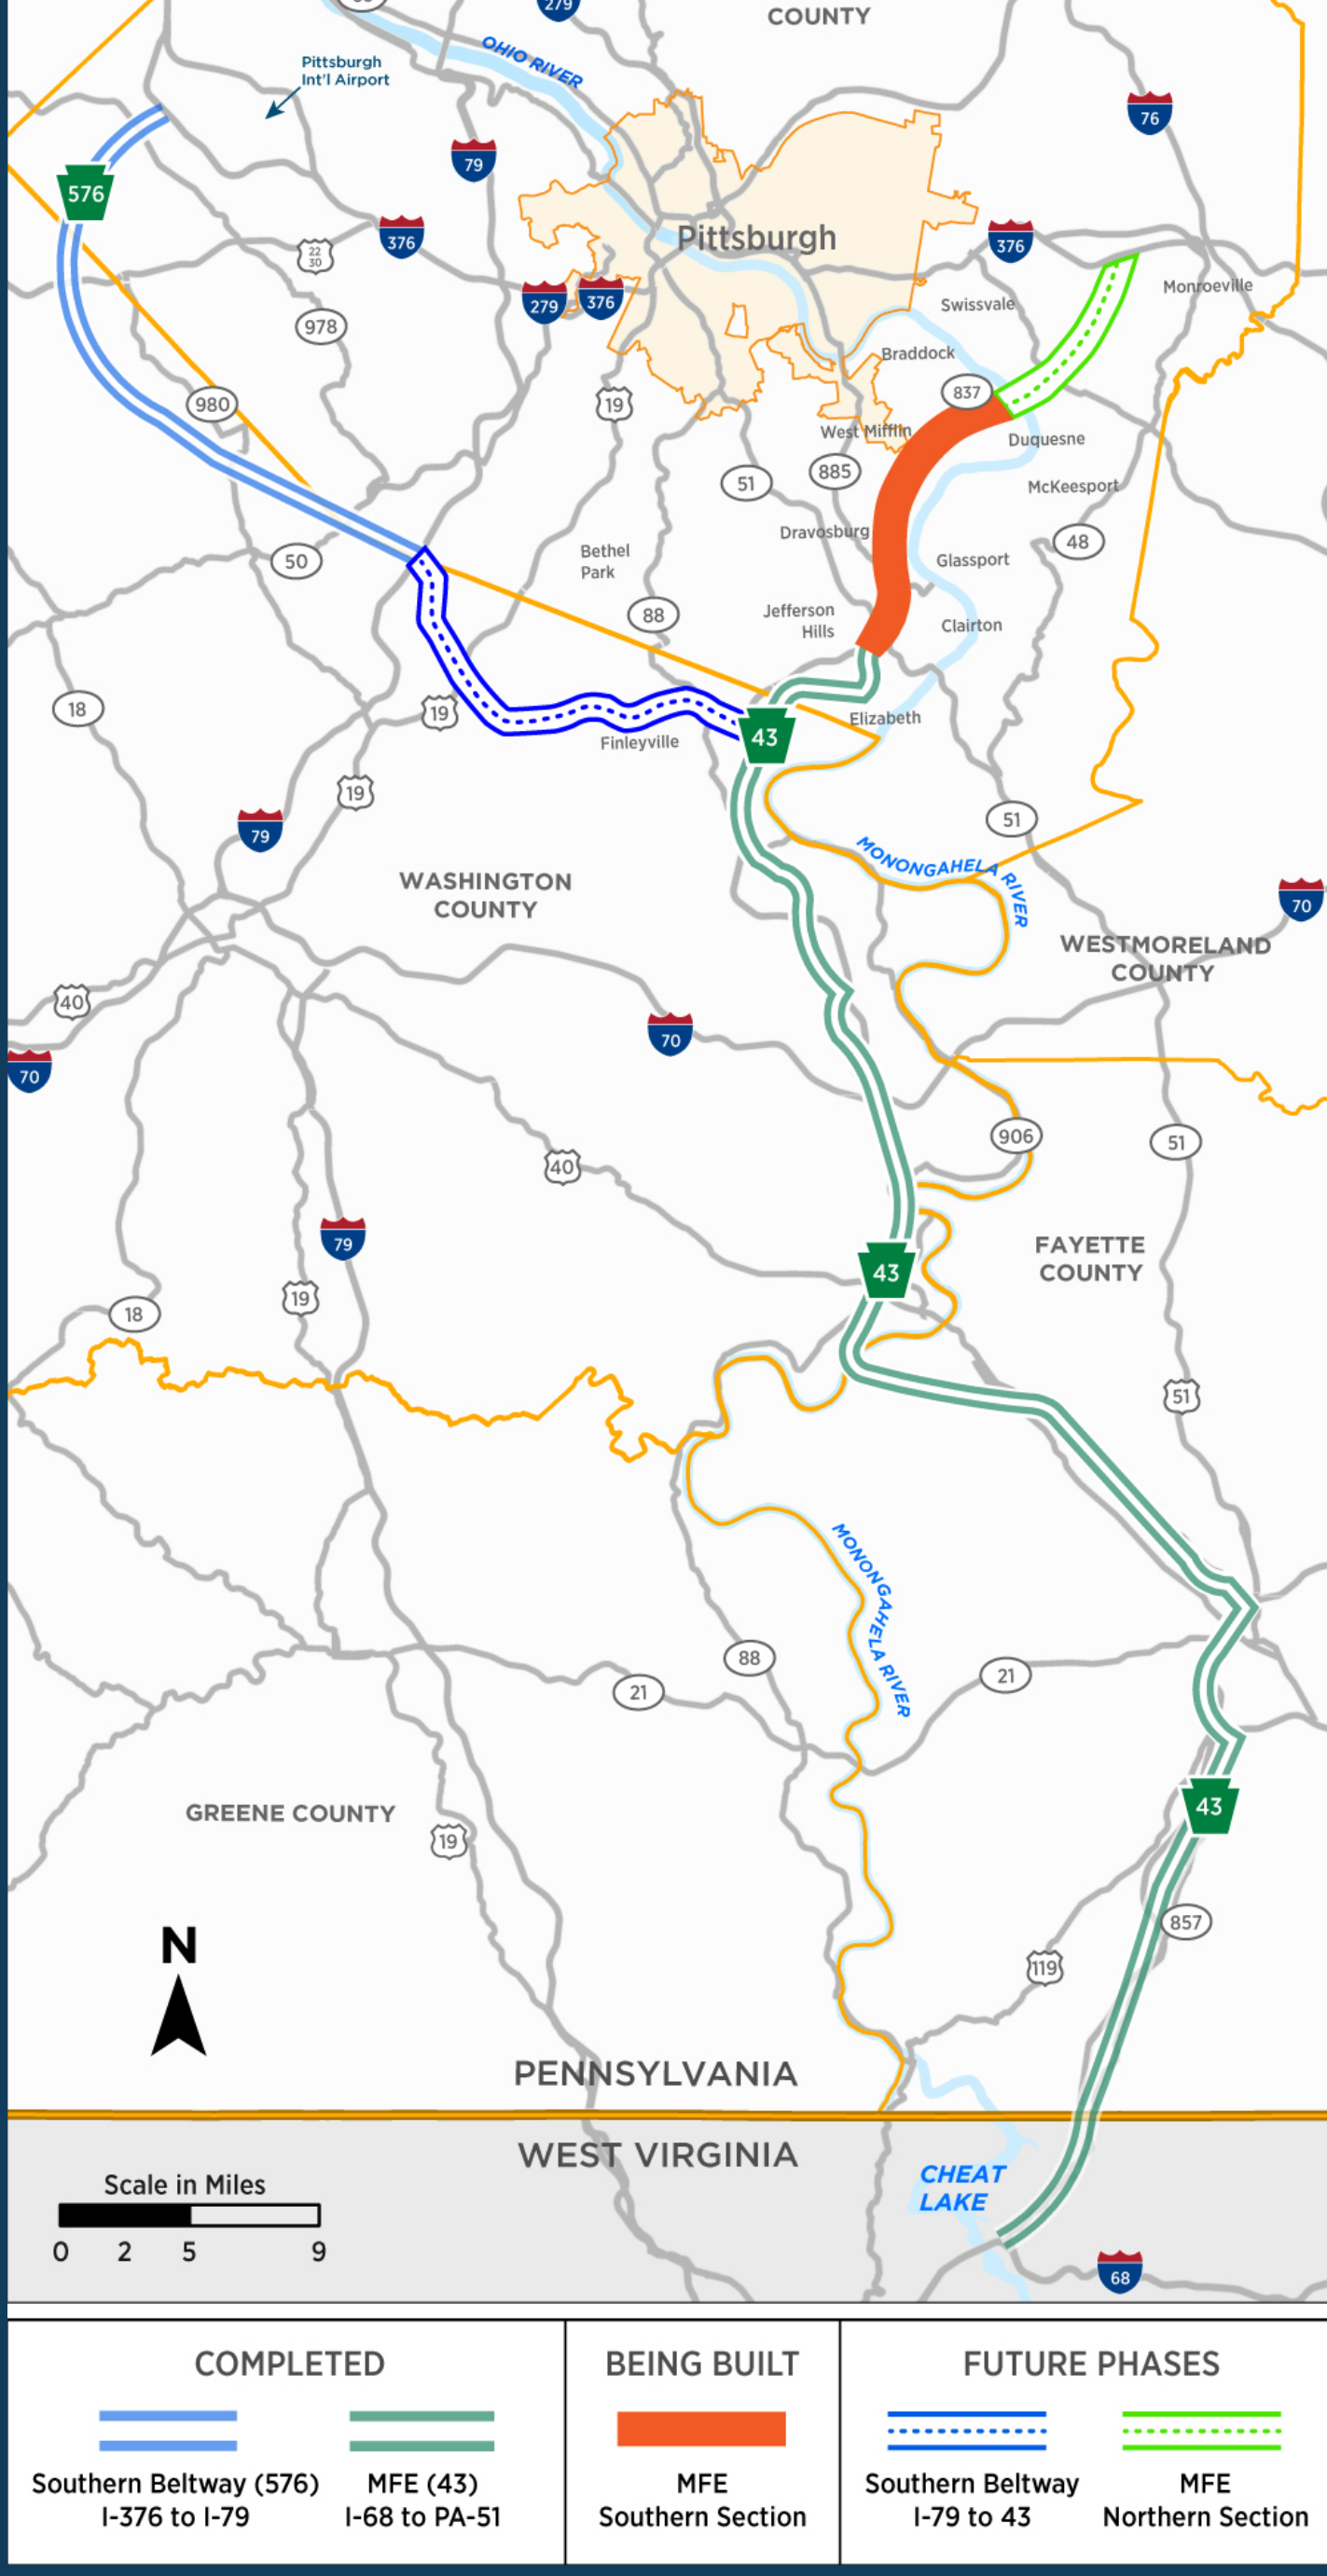 279
COUNTY
OHIO RIVER
Pittsburgh
Int'l Airport
76
79
576
376
22
30
Pittsburgh
376
279
376
Monroeville
Swissvale
978
Braddock
980
19
837
West Mifflin
Duquesne
51
885
McKeesport
Dravosburg
48
50
Bethel
Park
Glassport
88
Jefferson
Hills
Clairton
18
19
Elizabeth
43
Finleyville
19
51
79
MONONGAHELA RIVER
WASHINGTON
COUNTY
70
WESTMORELAND
COUNTY
40
70
70
906
51
40
79
FAYETTE
COUNTY
43
19
18
51
MONONGAHELA RIVER
88
21
21
43
GREENE COUNTY
19
857
N
119
PENNSYLVANIA
WEST VIRGINIA
CHEAT
LAKE
Scale in Miles
0 2 5 9
68
COMPLETED
Southern Beltway (576)
I-376 to I-79
MFE (43)
I-68 to PA-51
BEING BUILT
MFE
Southern Section
FUTURE PHASES
Southern Beltway
I-79 to 43
MFE
Northern Section